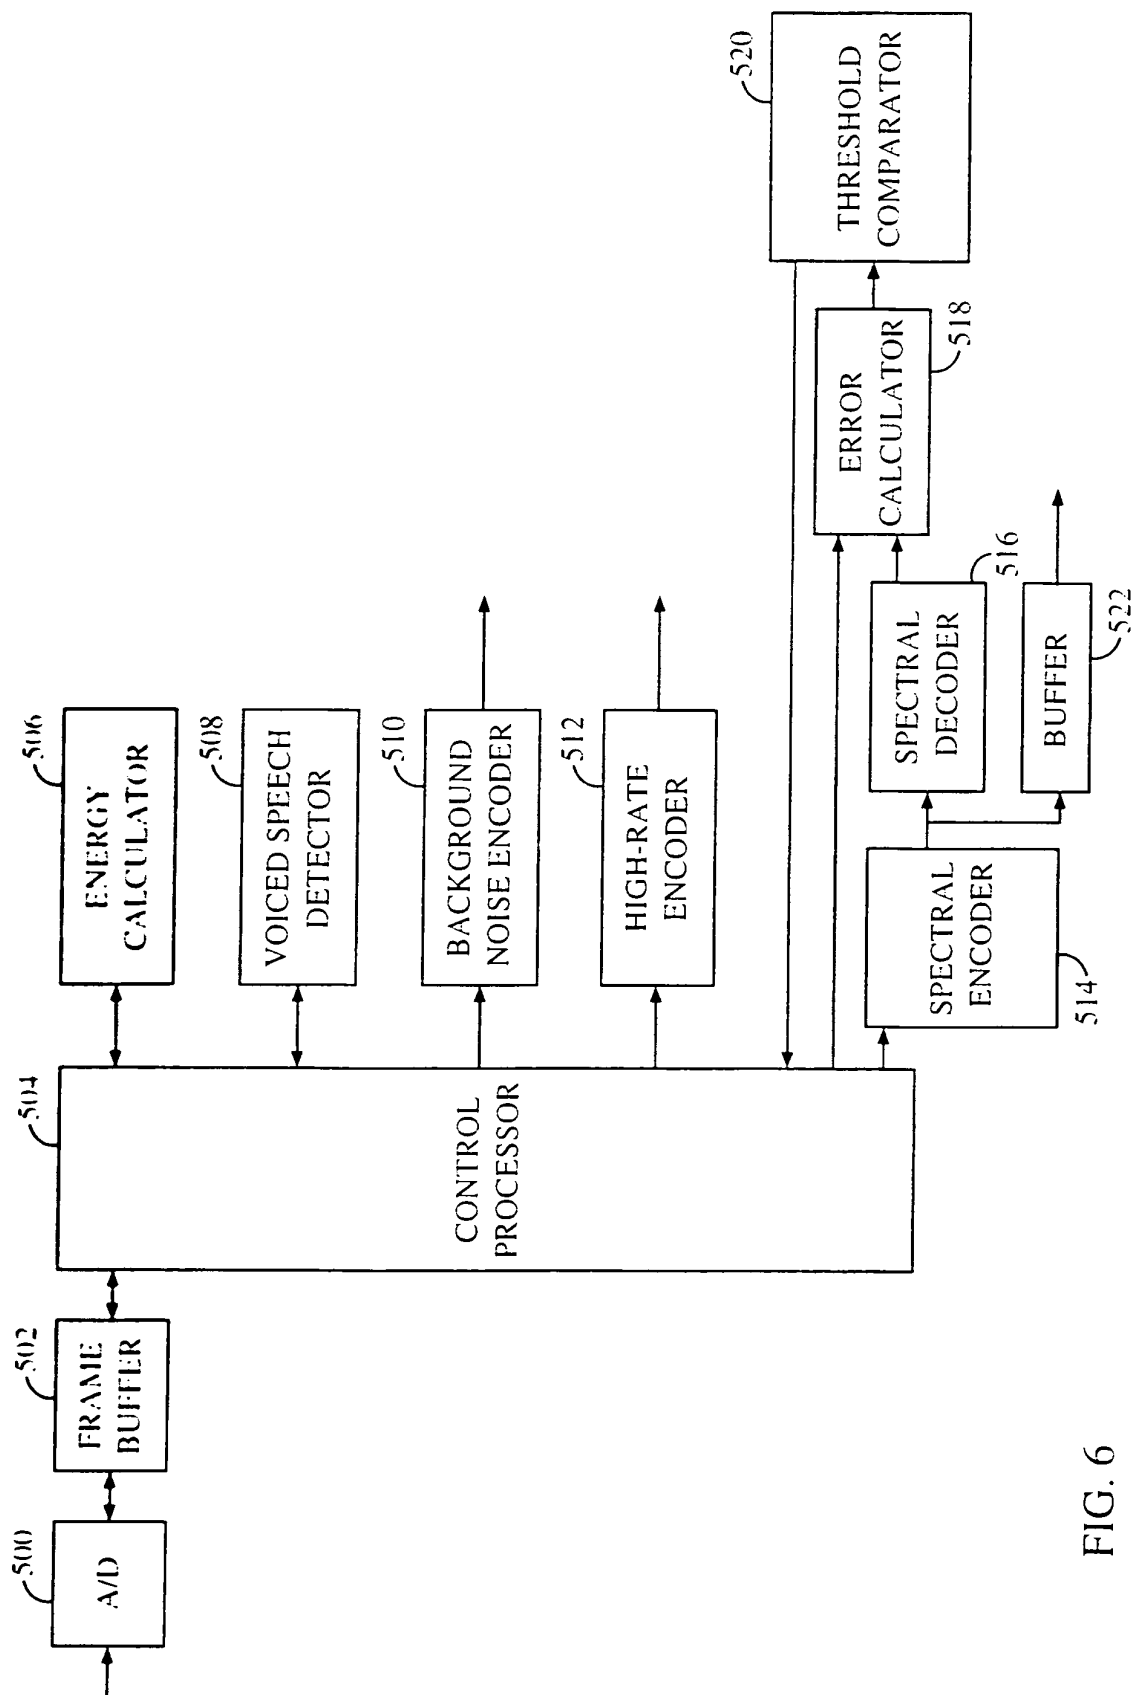 500
A/D
502
FRAME
BUFFER
504
CONTROL
PROCESSOR
506
ENERGY
CALCULATOR
508
VOICED SPEECH
DETECTOR
510
BACKGROUND
NOISE ENCODER
512
HIGH-RATE
ENCODER
SPECTRAL
ENCODER
514
SPECTRAL
DECODER
516
BUFFER
522
ERROR
CALCULATOR
518
520
THRESHOLD
COMPARATOR
FIG. 6